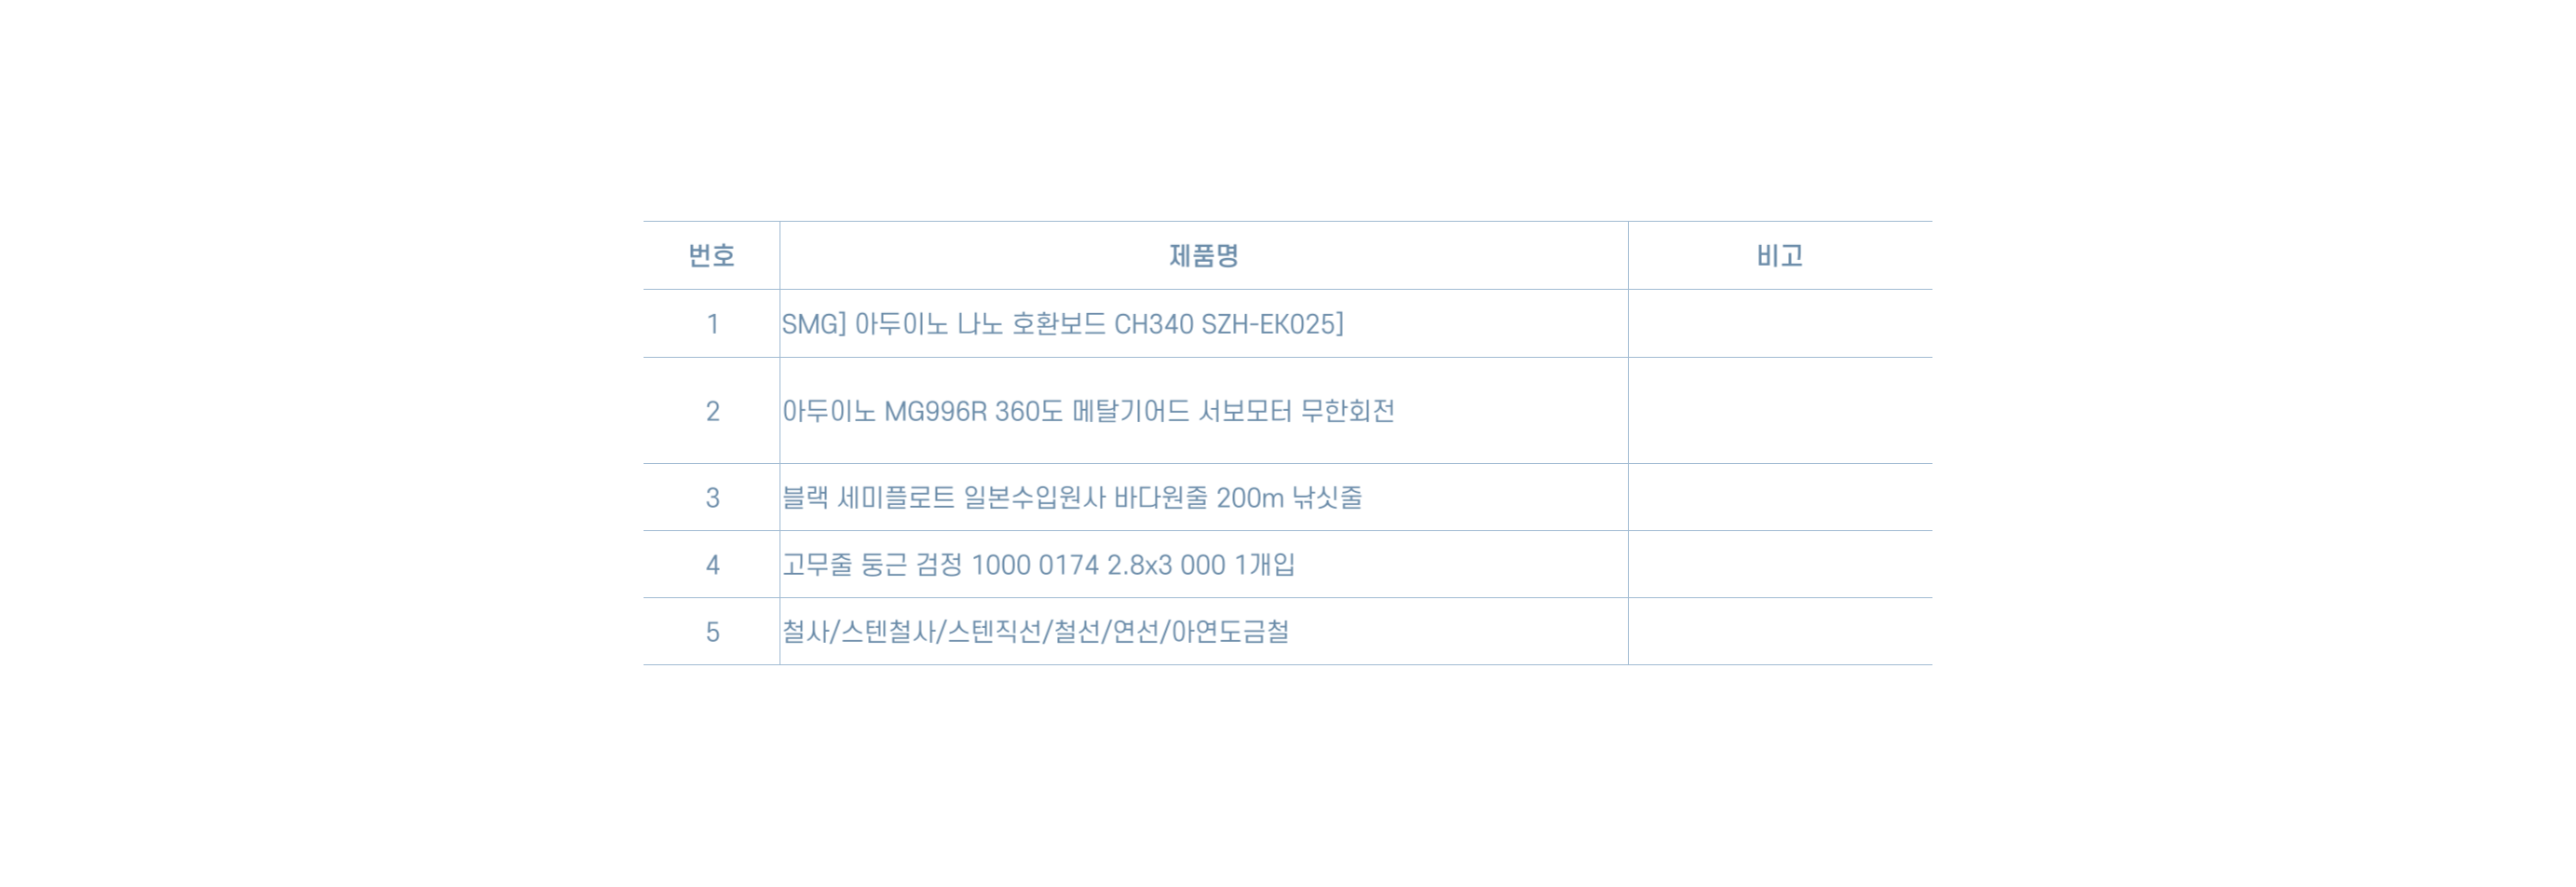 번호 제품명 비고
1 SMG] 아두이노 나노 호환보드 CH340 SZH-EK025]
2 아두이노 MG996R 360도 메탈기어드 서보모터 무한회전
3 블랙 세미플로트 일본수입원사 바다원줄 200m 낚싯줄
4 고무줄 둥근 검정 1000 0174 2.8x3 000 1개입
5 철사/스텐철사/스텐직선/철선/연선/아연도금철